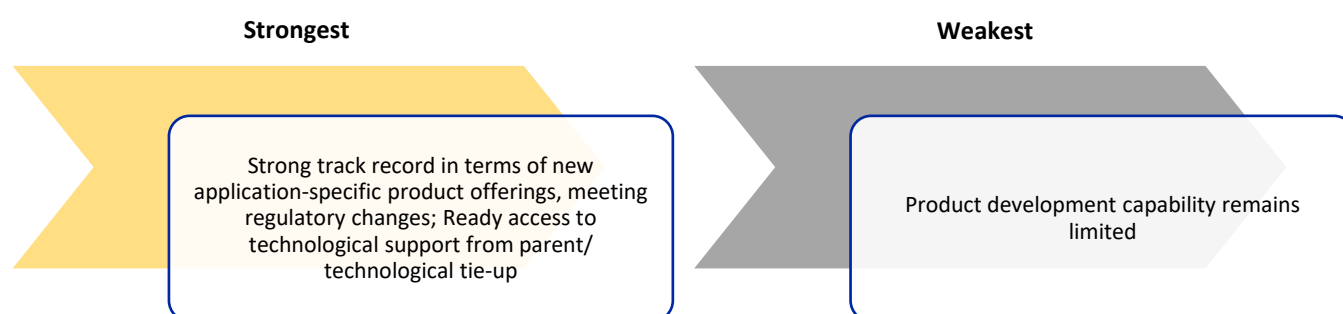 Strongest
Weakest
Strong track record in terms of new
application-specific product offerings, meeting
regulatory changes; Ready access to
technological support from parent/
technological tie-up
Product development capability remains
limited